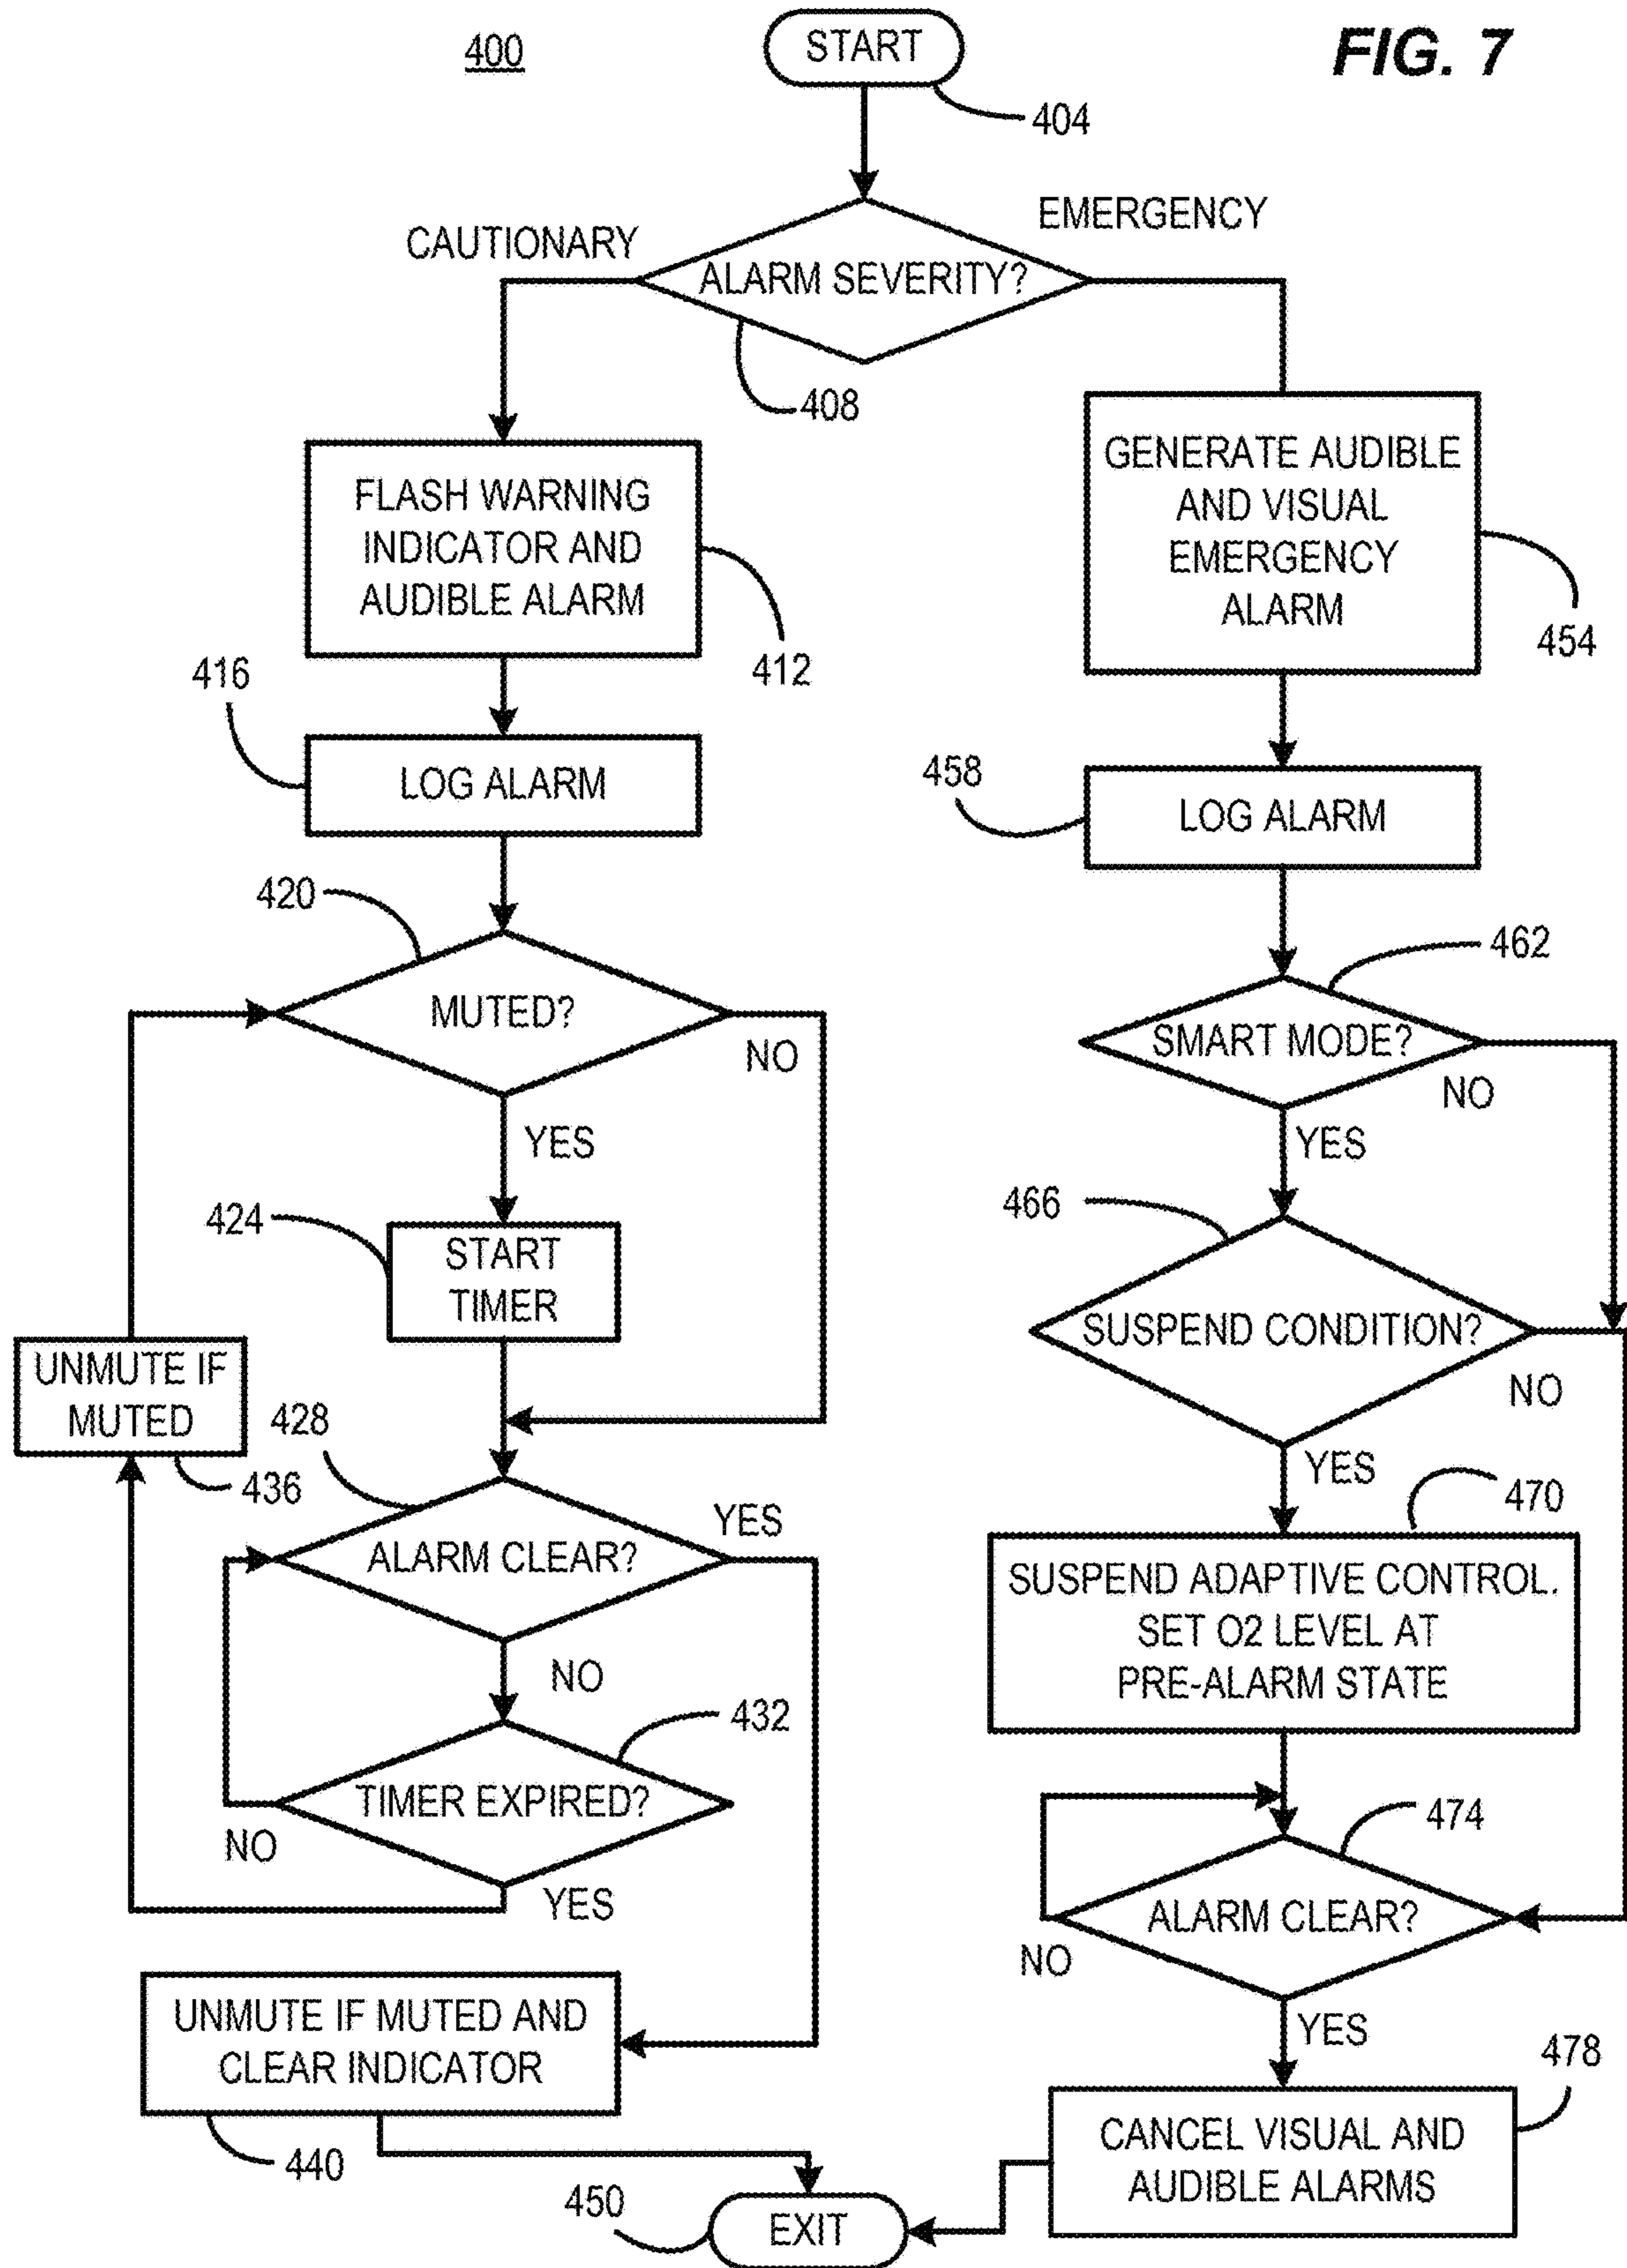 400
START
FIG. 7
404
CAUTIONARY
EMERGENCY
ALARM SEVERITY?
408
FLASH WARNING
INDICATOR AND
AUDIBLE ALARM
412
GENERATE AUDIBLE
AND VISUAL
EMERGENCY
ALARM
454
416
LOG ALARM
458
LOG ALARM
420
MUTED?
NO
YES
462
SMART MODE?
NO
YES
424
START
TIMER
466
SUSPEND CONDITION?
NO
YES
UNMUTE IF
MUTED
436
428
ALARM CLEAR?
YES
NO
470
SUSPEND ADAPTIVE CONTROL.
SET O2 LEVEL AT
PRE-ALARM STATE
432
TIMER EXPIRED?
NO
YES
474
ALARM CLEAR?
NO
YES
UNMUTE IF MUTED AND
CLEAR INDICATOR
440
478
CANCEL VISUAL AND
AUDIBLE ALARMS
450
EXIT